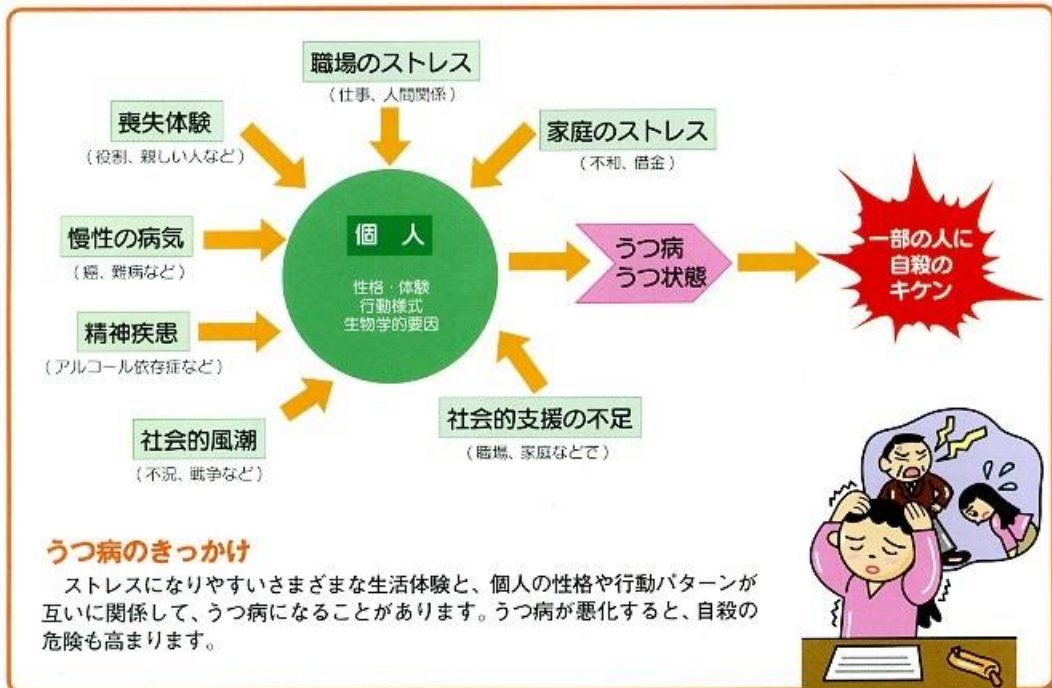 職場のストレス
（仕事、人間関係）
喪失体験
（役割、親しい人など）
家庭のストレス
（不和、借金）
慢性の病気
（癌、難病など）
個　人
性格・体験
行動様式
生物学的要因
うつ病
うつ状態
一部の人に
自殺の
キケン
精神疾患
（アルコール依存症など）
社会的風潮
（不況、戦争など）
社会的支援の不足
（職場、家庭などで）
うつ病のきっかけ
　ストレスになりやすいさまざまな生活体験と、個人の性格や行動パターンが
互いに関係して、うつ病になることがあります。うつ病が悪化すると、自殺の
危険も高まります。